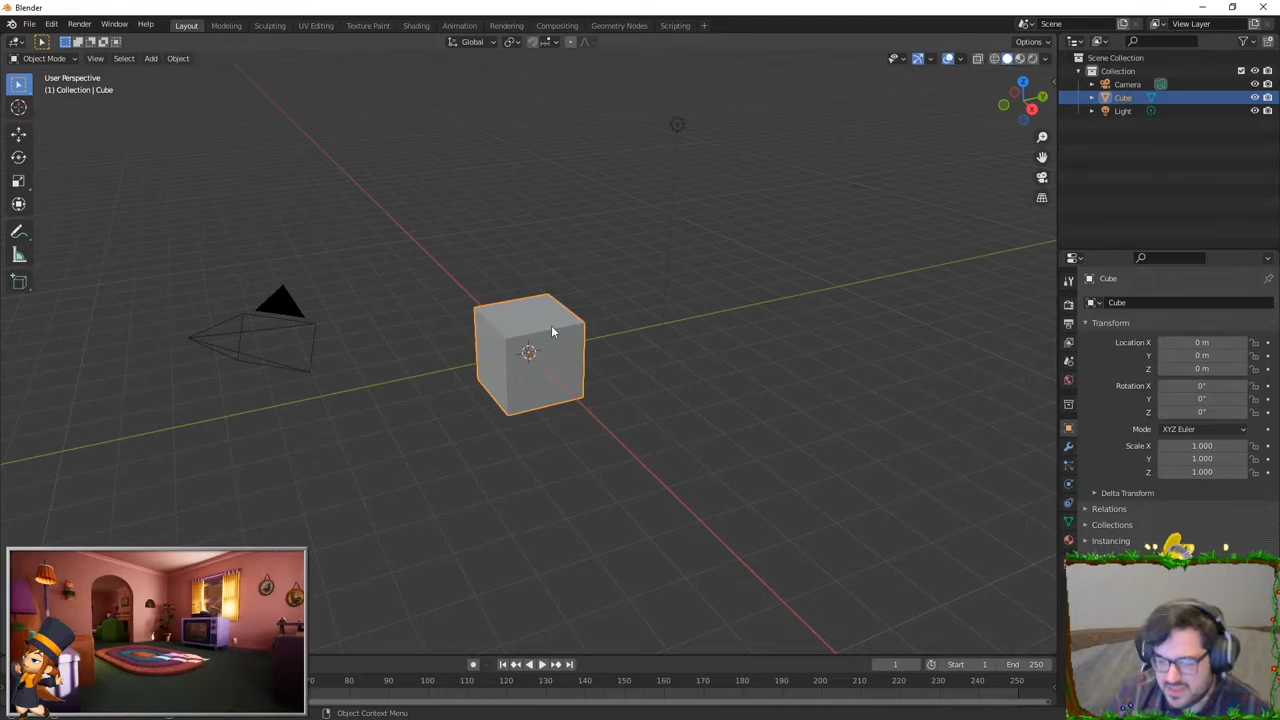 Blender
File Edit Render Window Help Layout Modeling Sculpting UV Editing Texture Paint Shading Animation Rendering Compositing Geometry Nodes Scripting + Scene View Layer
Global Options
Object Mode View Select Add Object
User Perspective
(1) Collection | Cube
Scene Collection
Collection
Camera
Cube
Light
Cube
Cube
Transform
Location X 0 m
Y 0 m
Z 0 m
Rotation X 0°
Y 0°
Z 0°
Mode XYZ Euler
Scale X 1.000
Y 1.000
Z 1.000
Delta Transform
Relations
Collections
Instancing
1 Start 1 End 250
70 80 90 100 110 120 130 140 150 160 170 180 190 200 210 220 230 240 250
Object Context Menu